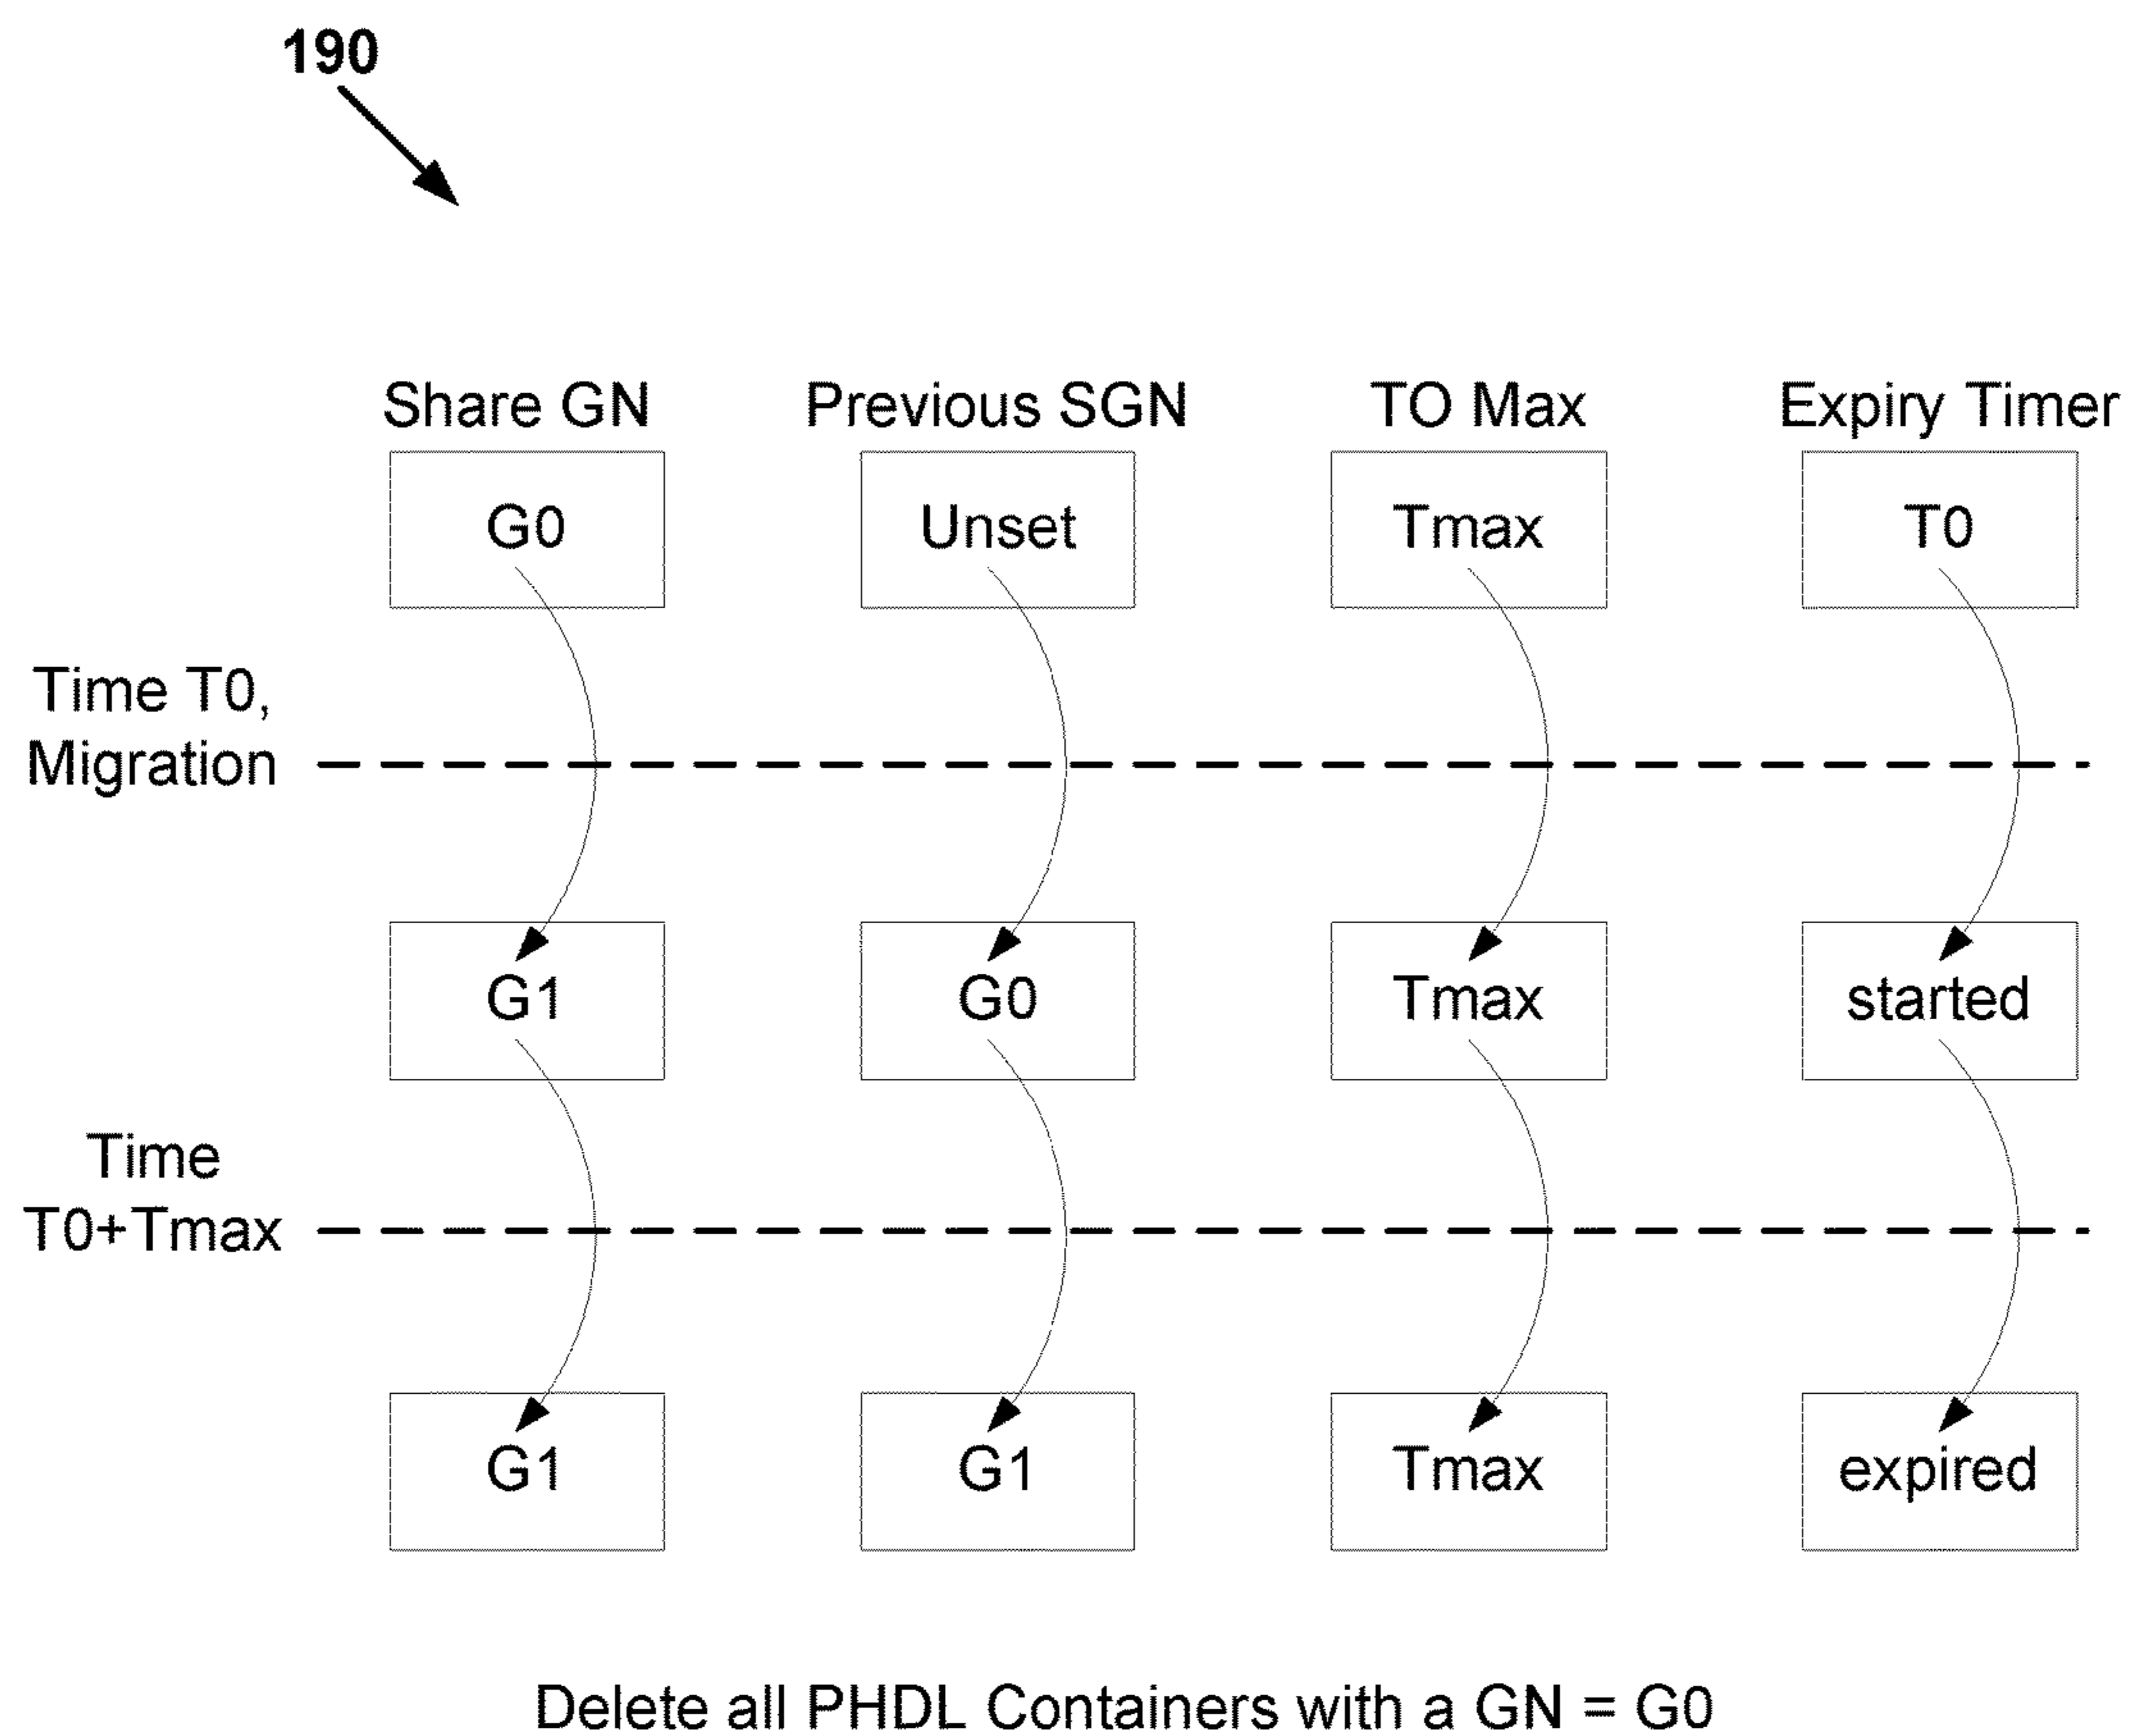 190
Share GN Previous SGN TO Max Expiry Timer
G0 Unset Tmax T0
Time T0,
Migration
G1 G0 Tmax started
Time
T0+Tmax
G1 G1 Tmax expired
Delete all PHDL Containers with a GN = G0